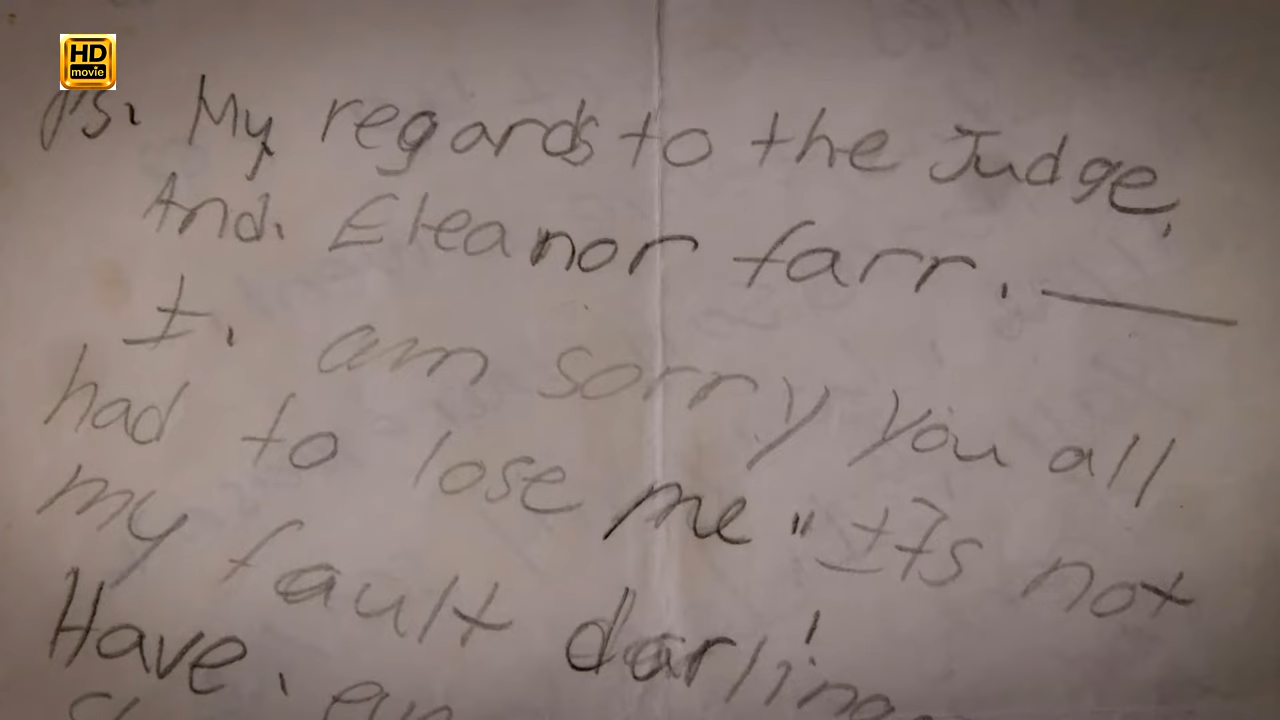 HD
movie
P.S. My regards to the Judge.
And. Eleanor farr.
I. am sorry you all
had to lose me "Its not
my fault darling
Have.